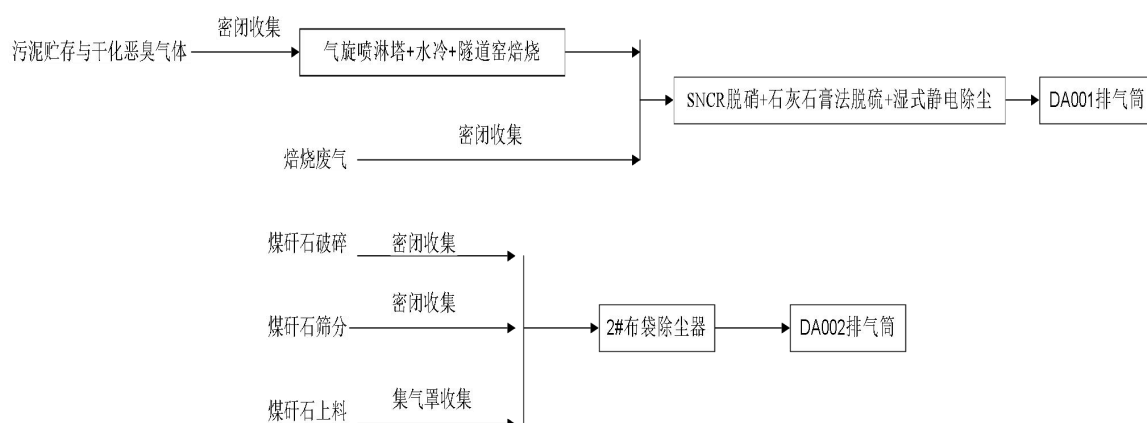 密闭收集
污泥贮存与干化恶臭气体
气旋喷淋塔+水冷+隧道窑焙烧
SNCR脱硝+石灰石膏法脱硫+湿式静电除尘
DA001排气筒
密闭收集
焙烧废气
煤矸石破碎
密闭收集
密闭收集
煤矸石筛分
2#布袋除尘器
DA002排气筒
集气罩收集
煤矸石上料